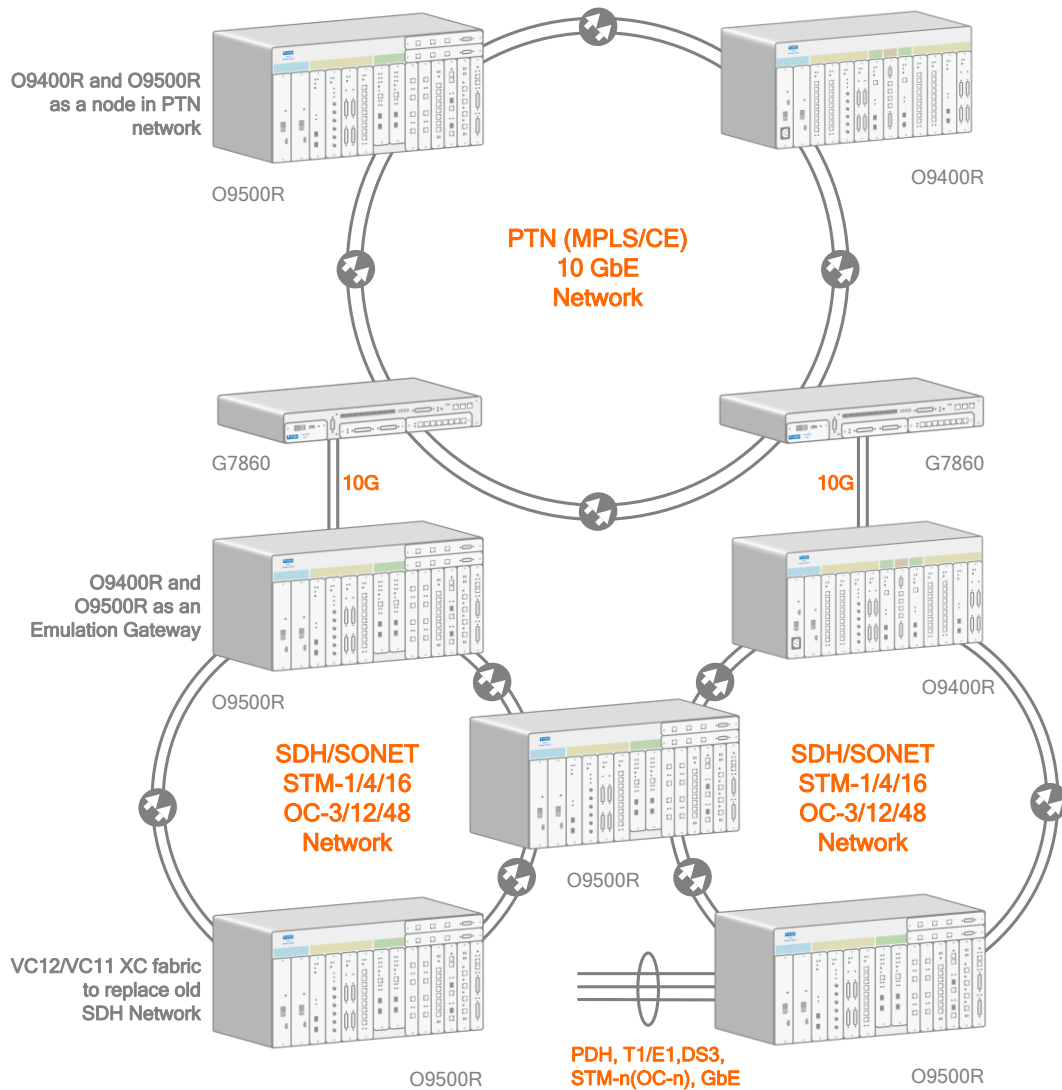 O9400R and O9500R
as a node in PTN
network
O9500R
O9400R
PTN (MPLS/CE)
10 GbE
Network
G7860
G7860
10G
10G
O9400R and
O9500R as an
Emulation Gateway
O9500R
O9400R
SDH/SONET
STM-1/4/16
OC-3/12/48
Network
SDH/SONET
STM-1/4/16
OC-3/12/48
Network
O9500R
VC12/VC11 XC fabric
to replace old
SDH Network
O9500R
PDH, T1/E1,DS3,
STM-n(OC-n), GbE
O9500R